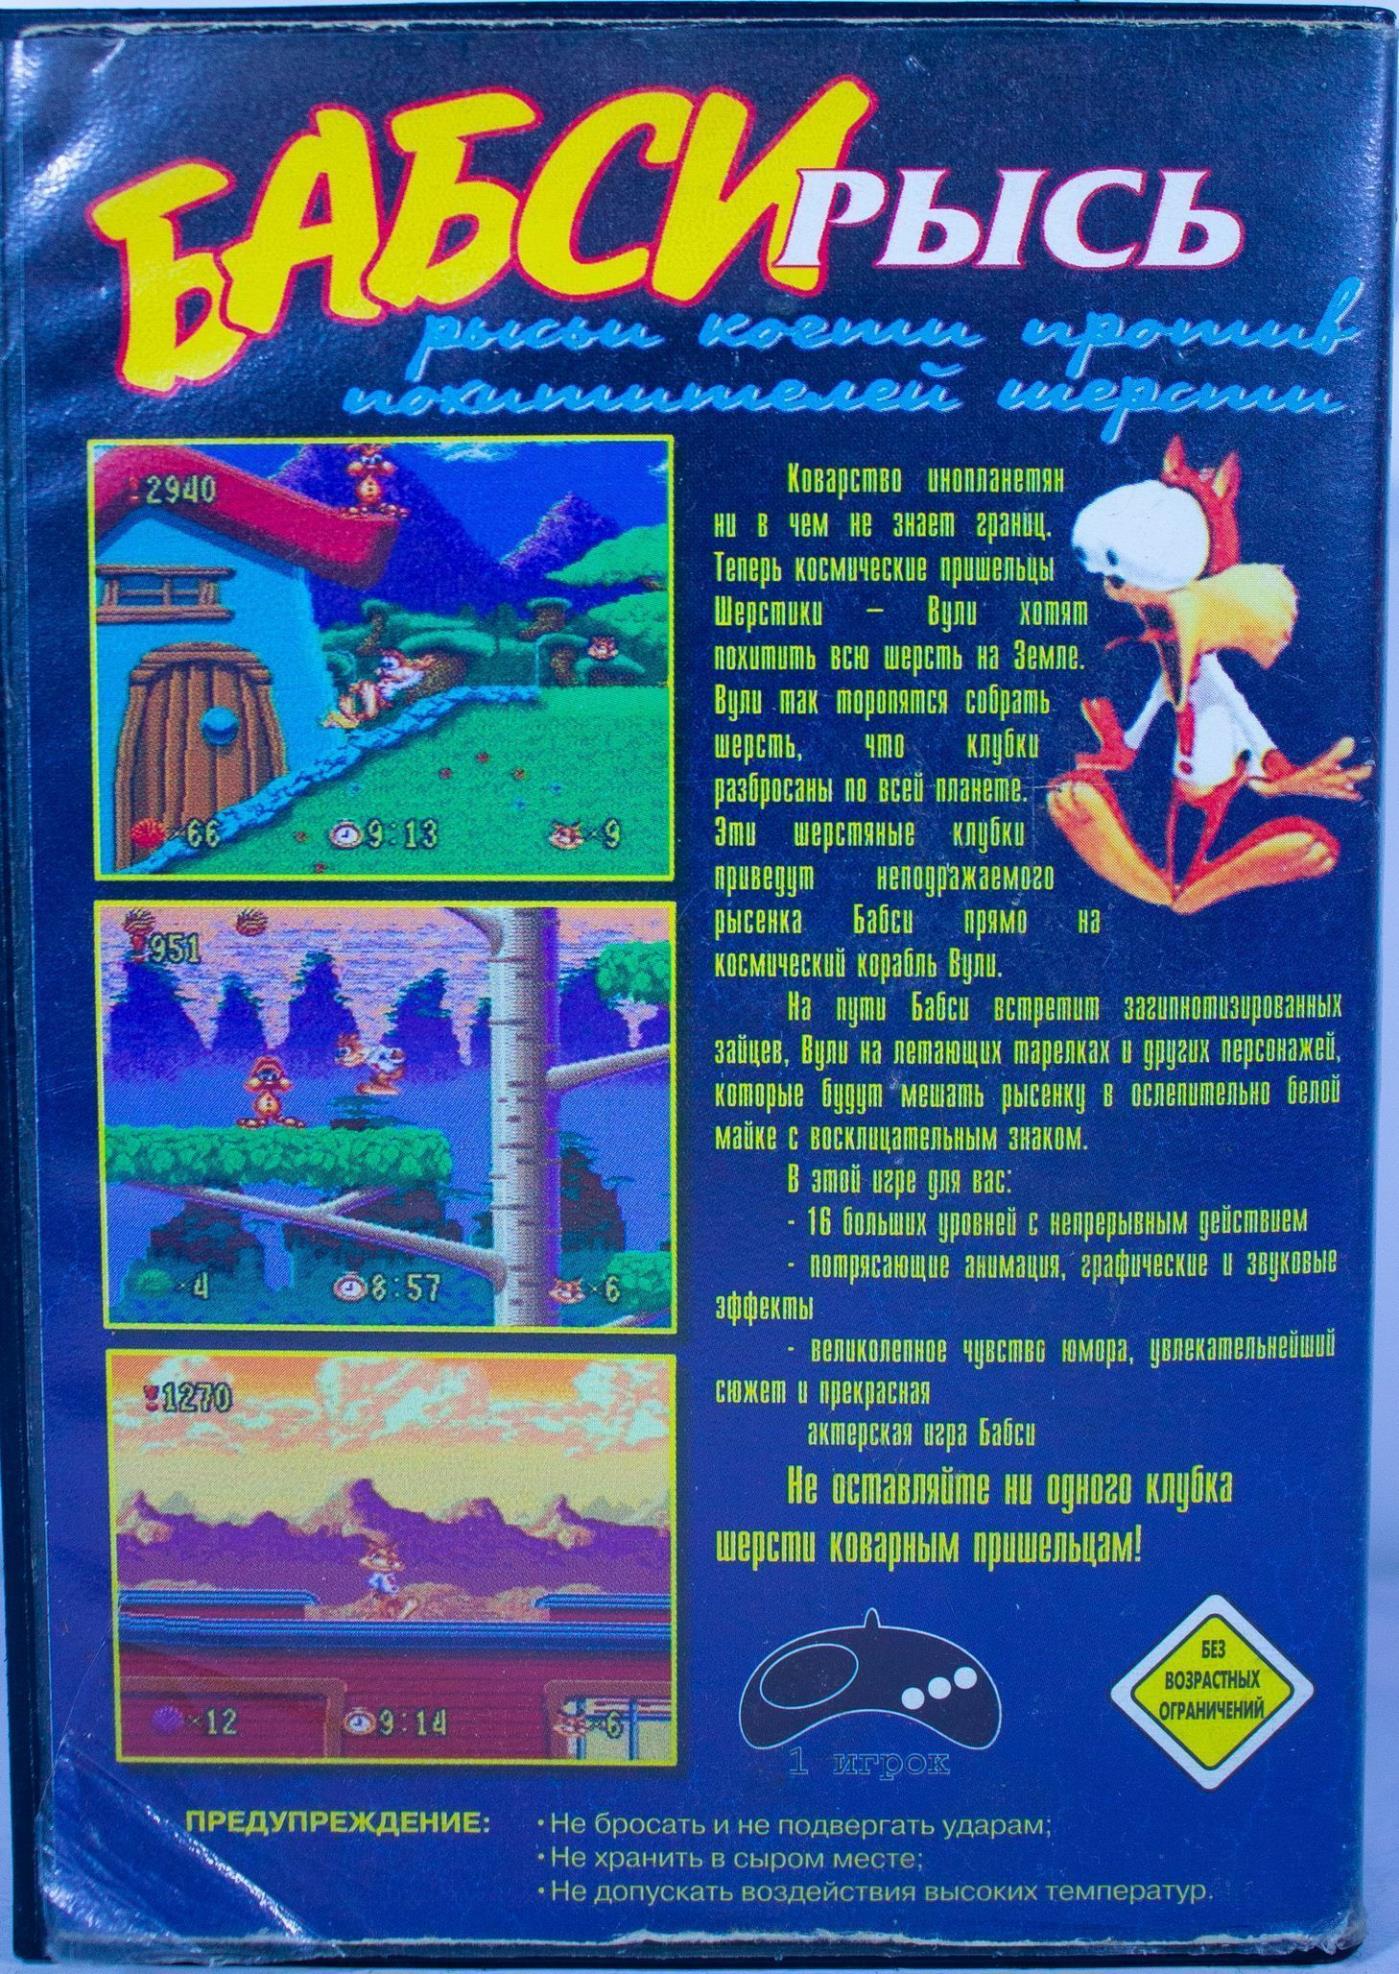 БАБСИ РЫСЬ
рысьи когти против
похитителей шерсти
2940
×66
9:13
×9
951
×4
8:57
×6
1270
×12
9:14
×6
Коварство инопланетян
ни в чем не знает границ.
Теперь космические пришельцы
Шерстики – Вули хотят
похитить всю шерсть на Земле.
Вули так торопятся собрать
шерсть, что клубки
разбросаны по всей планете.
Эти шерстяные клубки
приведут неподражаемого
рысенка Бабси прямо на
космический корабль Вули.
На пути Бабси встретит загипнотизированных
зайцев, Вули на летающих тарелках и других персонажей,
которые будут мешать рысенку в ослепительно белой
майке с восклицательным знаком.
В этой игре для вас:
- 16 больших уровней с непрерывным действием
- потрясающие анимация, графические и звуковые
эффекты
- великолепное чувство юмора, увлекательнейший
сюжет и прекрасная
актерская игра Бабси
Не оставляйте ни одного клубка
шерсти коварным пришельцам!
1 игрок
БЕЗ
ВОЗРАСТНЫХ
ОГРАНИЧЕНИЙ
ПРЕДУПРЕЖДЕНИЕ:
• Не бросать и не подвергать ударам;
• Не хранить в сыром месте;
• Не допускать воздействия высоких температур.